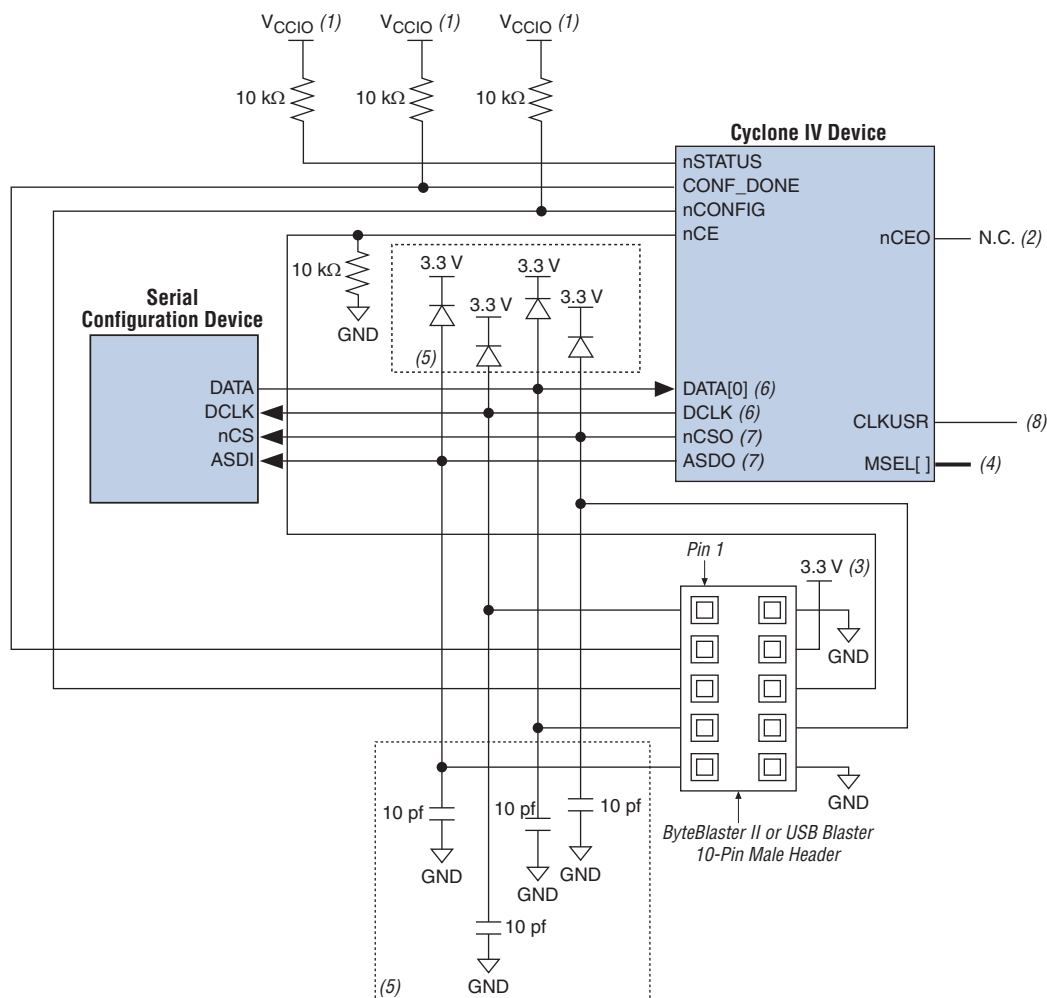 VCCIO (1) VCCIO (1) VCCIO (1)
10 kΩ 10 kΩ 10 kΩ
Cyclone IV Device
nSTATUS
CONF_DONE
nCONFIG
nCE
nCEO N.C. (2)
10 kΩ
GND
3.3 V 3.3 V
3.3 V 3.3 V
(5)
Serial
Configuration Device
DATA
DCLK
nCS
ASDI
DATA[0] (6)
DCLK (6)
nCSO (7)
ASDO (7)
CLKUSR (8)
MSEL[ ] (4)
Pin 1
3.3 V (3)
GND
GND
10 pf 10 pf 10 pf
GND GND GND
10 pf
GND
(5)
ByteBlaster II or USB Blaster
10-Pin Male Header